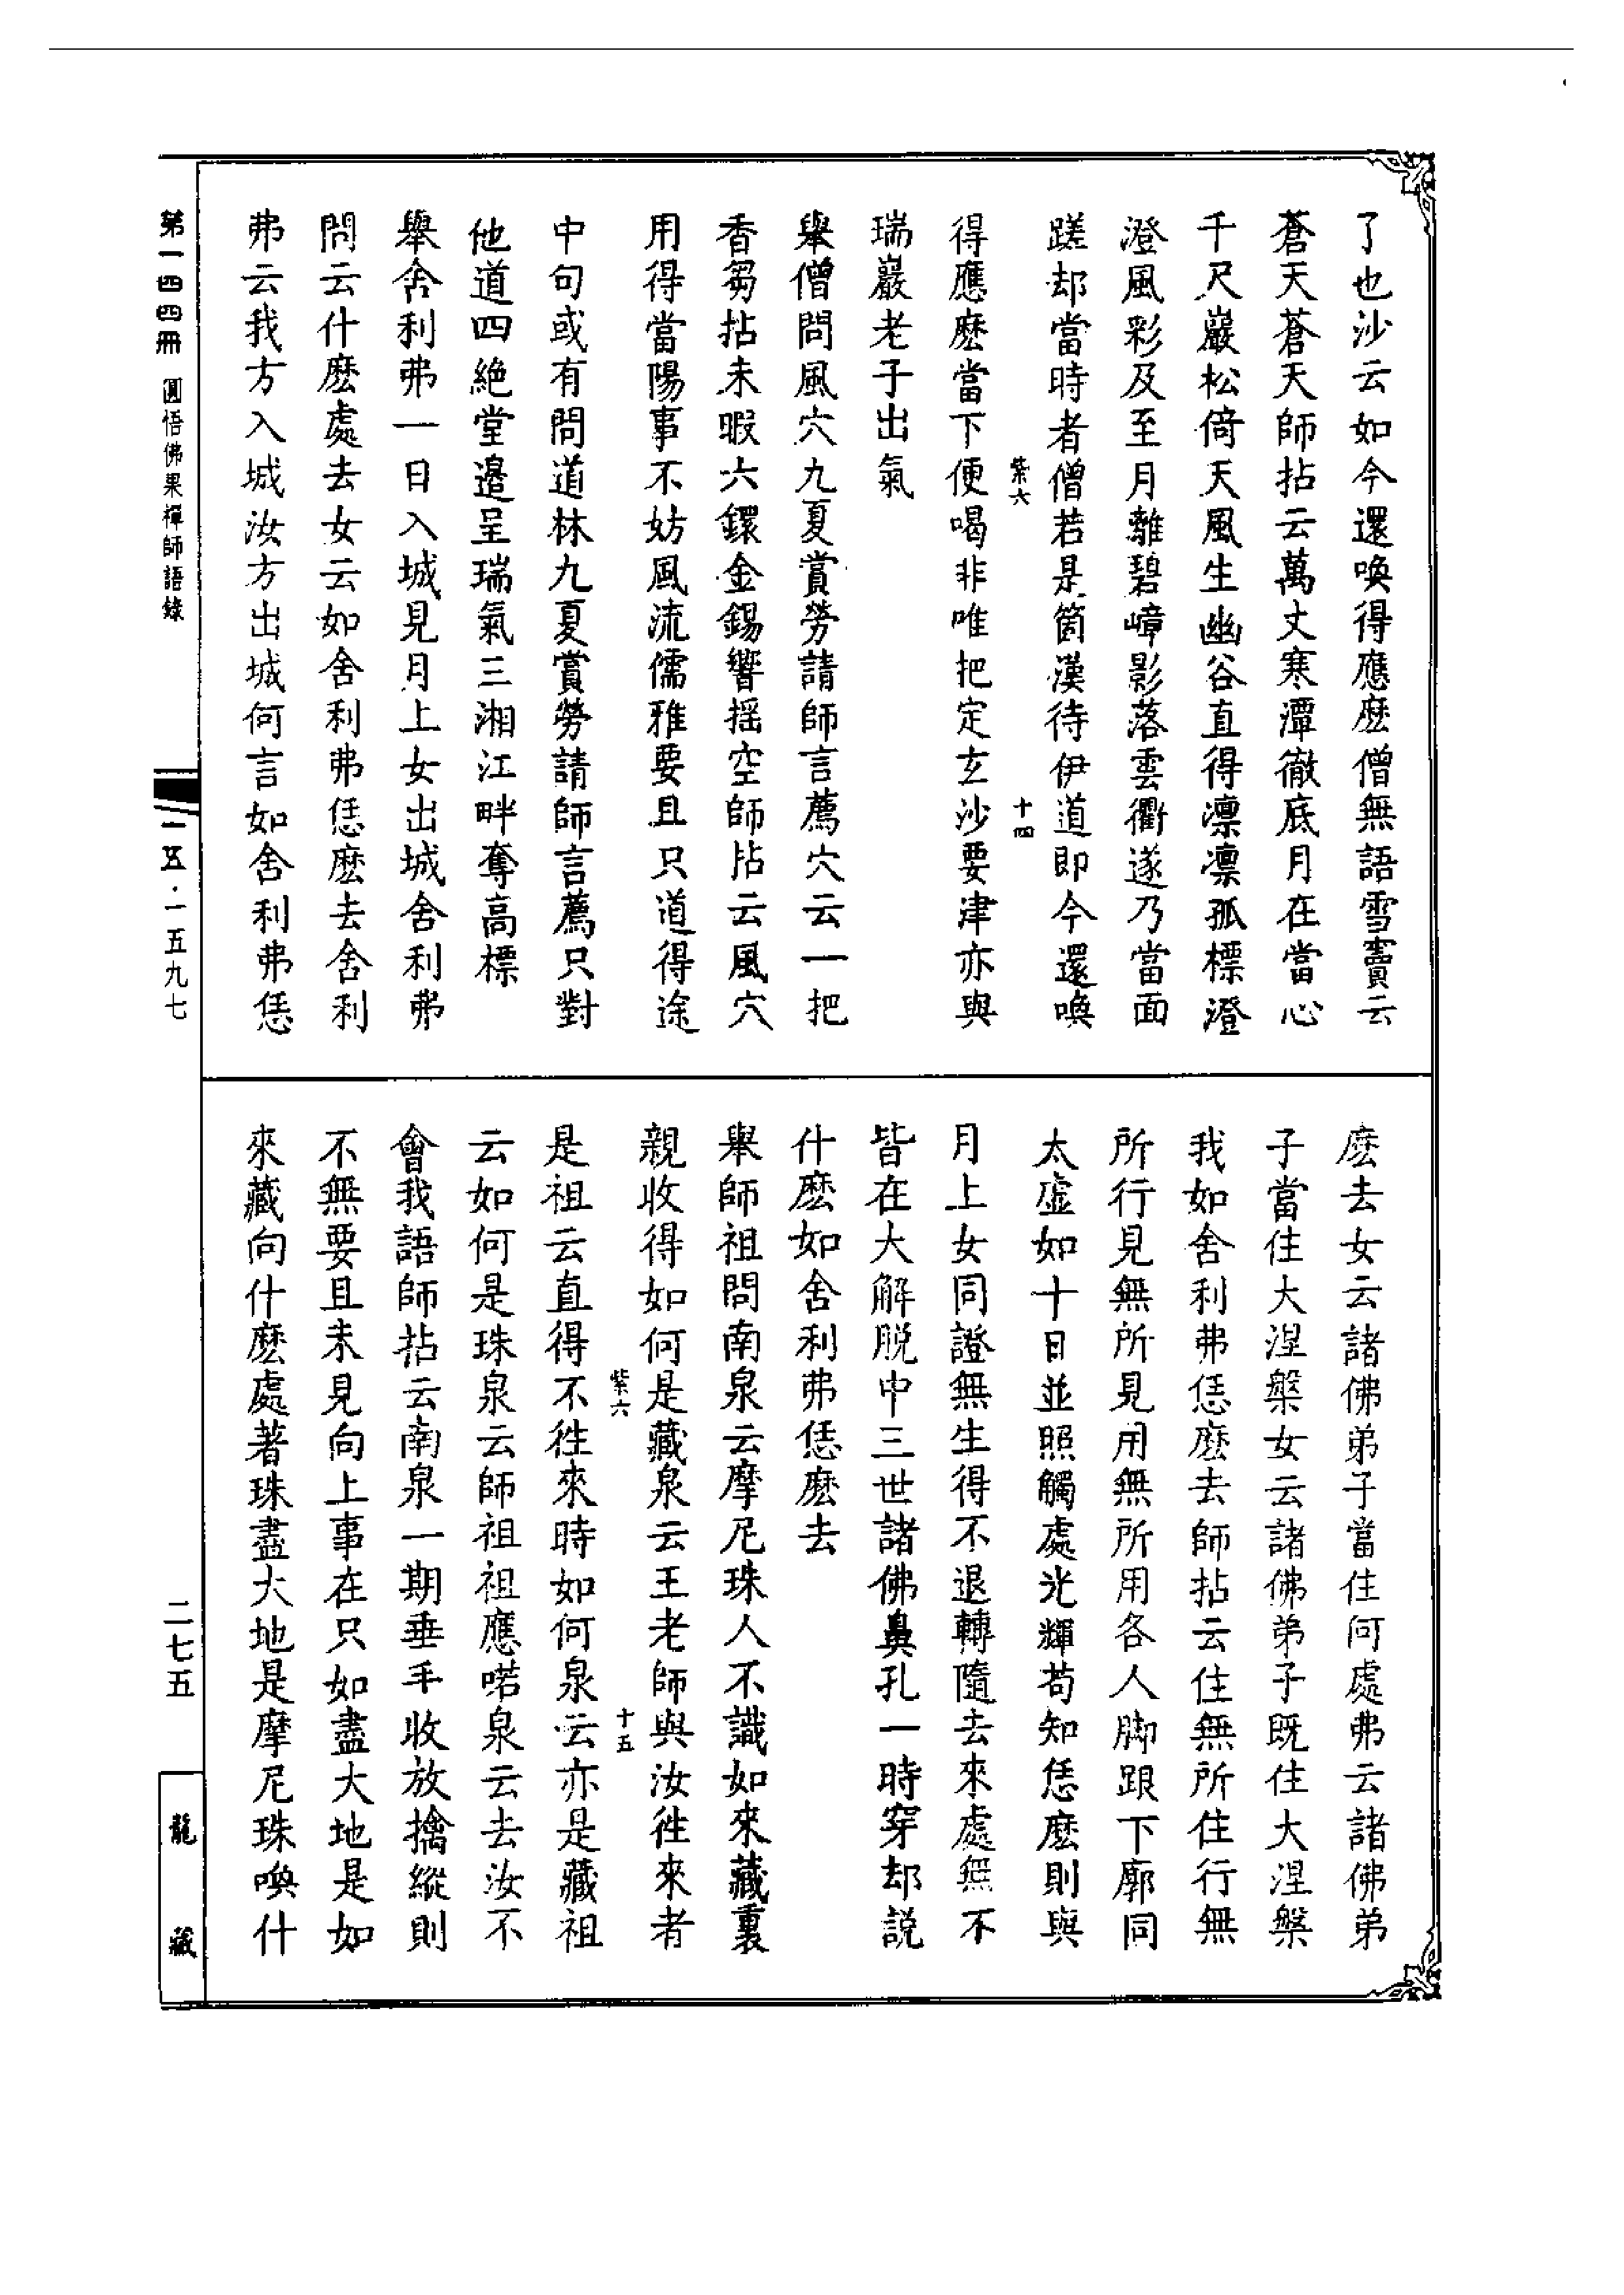 了也沙云如今還喚得應麽僧無語雪竇云
蒼天蒼天師拈云萬丈寒潭徹底月在當心
千尺巖松倚天風生幽谷直得凜凜孤標澄
澄風彩及至月離碧嶂影落雲衢遂乃當面
蹉却當時者僧若是箇漢待伊道即今還喚
紫六
十四
得應麽當下便喝非唯把定玄沙要津亦與
瑞巖老子出氣
舉僧問風穴九夏賞勞請師言薦穴云一把
香芻拈未暇六鐶金錫響搖空師拈云風穴
用得當陽事不妨風流儒雅要且只道得途
中句或有問道林九夏賞勞請師言薦只對
他道四絕堂邉呈瑞氣三湘江畔奪高標
舉舍利弗一日入城見月上女出城舍利弗
問云什麽處去女云如舍利弗恁麽去舍利
弗云我方入城汝方出城何言如舍利弗恁
麽去女云諸佛弟子當住何處弗云諸佛弟
子當住大涅槃女云諸佛弟子既住大涅槃
我如舍利弗恁麽去師拈云住無所住行無
所行見無所見用無所用各人脚跟下廓同
太虛如十日並照觸處光輝苟知恁麽則與
月上女同證無生得不退轉隨去來處無不
皆在大解脱中三世諸佛鼻孔一時穿却説
什麽如舍利弗恁麽去
舉師祖問南泉云摩尼珠人不識如來藏裏
親收得如何是藏泉云王老師與汝徃來者
紫六
十五
是祖云直得不徃來時如何泉云亦是藏祖
云如何是珠泉云師祖祖應喏泉云去汝不
會我語師拈云南泉一期垂手收放擒縱則
不無要且未見向上事在只如盡大地是如
來藏向什麽處著珠盡大地是摩尼珠喚什
第一四四冊 圓悟佛果禪師語錄
一五·一五九七
二七五
龍藏